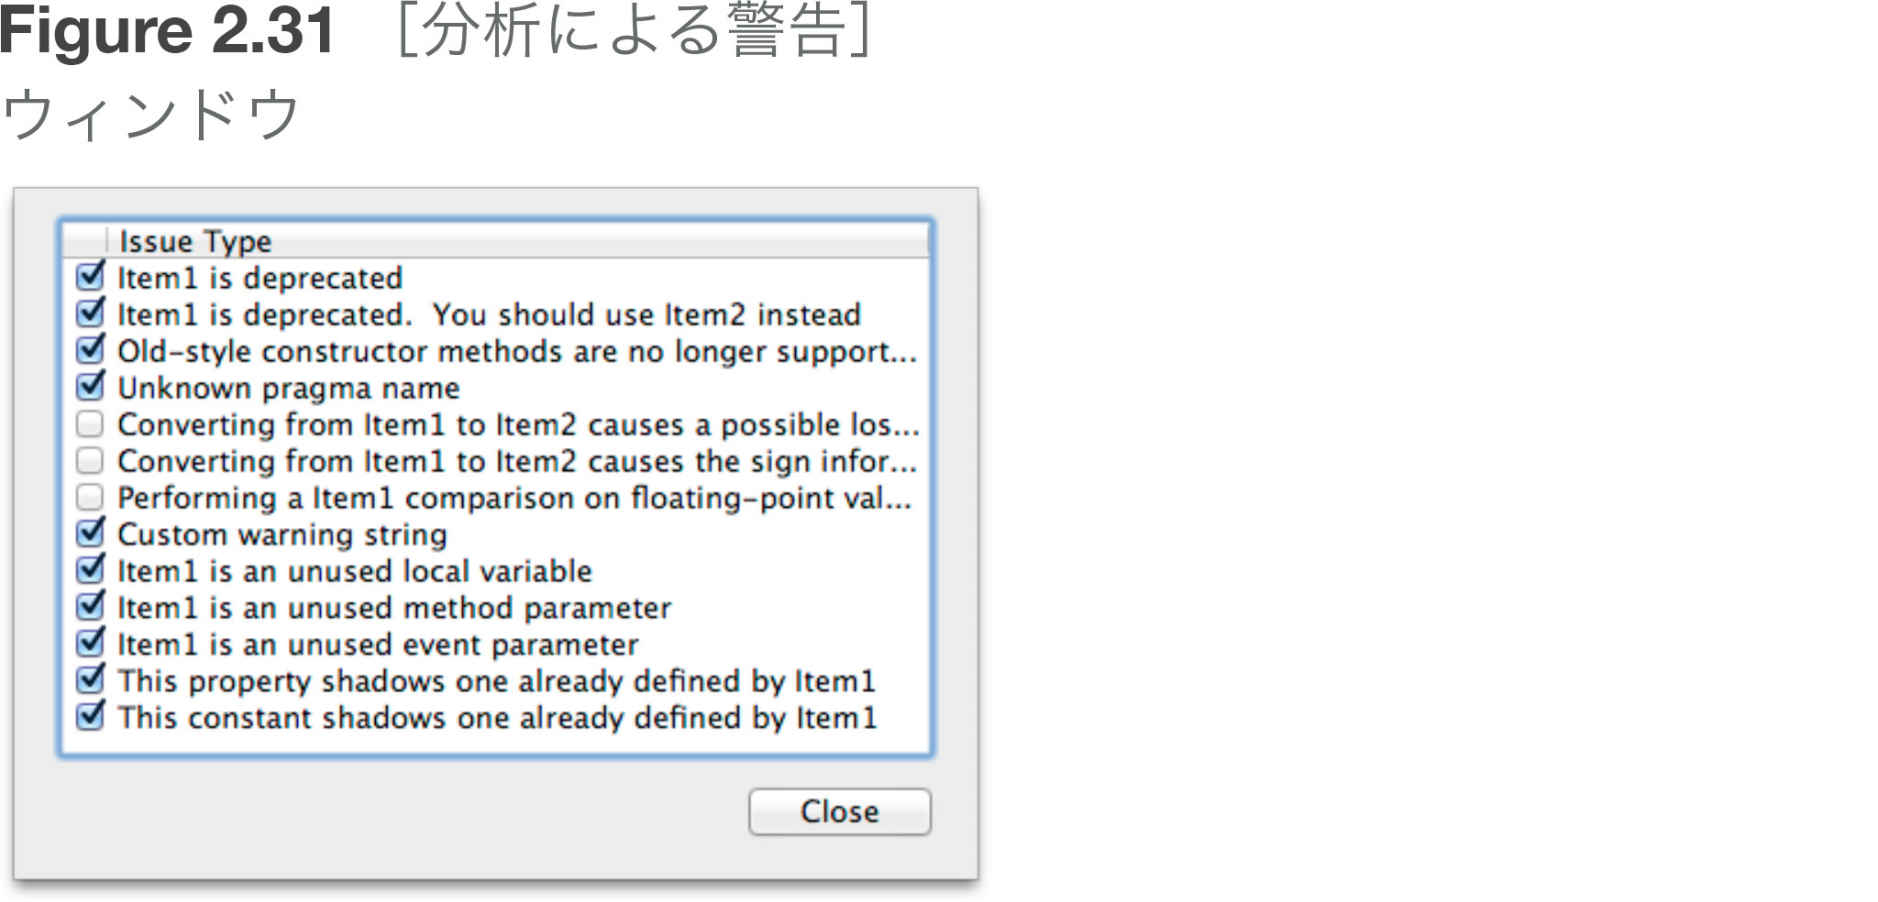 Figure 2.31 ［分析による警告］
ウィンドウ
Issue Type
Item1 is deprecated
Item1 is deprecated.  You should use Item2 instead
Old-style constructor methods are no longer support...
Unknown pragma name
Converting from Item1 to Item2 causes a possible los...
Converting from Item1 to Item2 causes the sign infor...
Performing a Item1 comparison on floating-point val...
Custom warning string
Item1 is an unused local variable
Item1 is an unused method parameter
Item1 is an unused event parameter
This property shadows one already defined by Item1
This constant shadows one already defined by Item1
Close